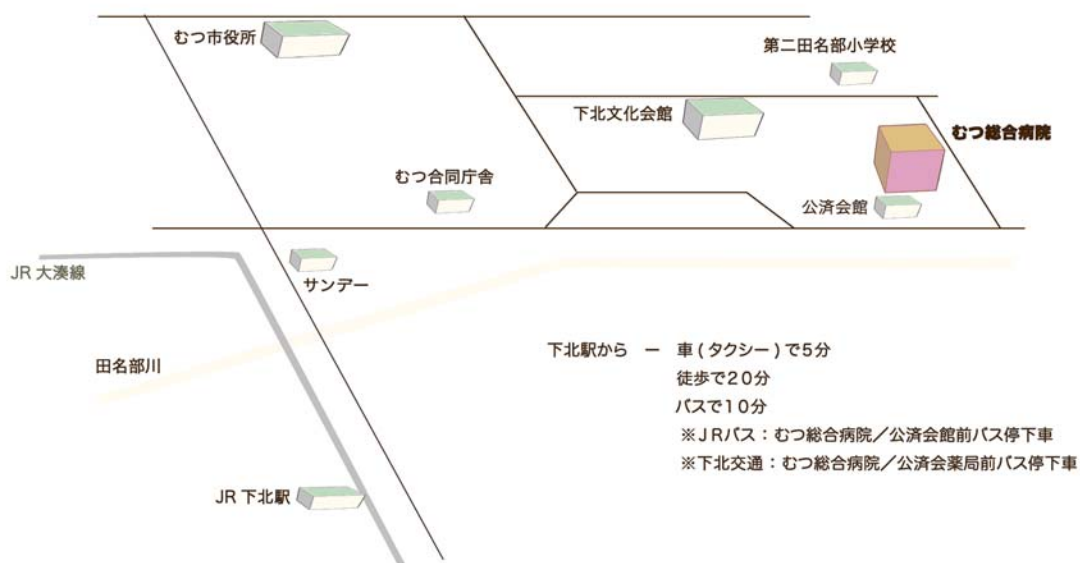 むつ市役所
第二田名部小学校
下北文化会館
むつ総合病院
むつ合同庁舎
公済会館
JR 大湊線
サンデー
田名部川
下北駅から ー 車 ( タクシー ) で５分
徒歩で２０分
バスで１０分
※ＪＲバス：むつ総合病院／公済会館前バス停下車
※下北交通：むつ総合病院／公済会薬局前バス停下車
JR 下北駅